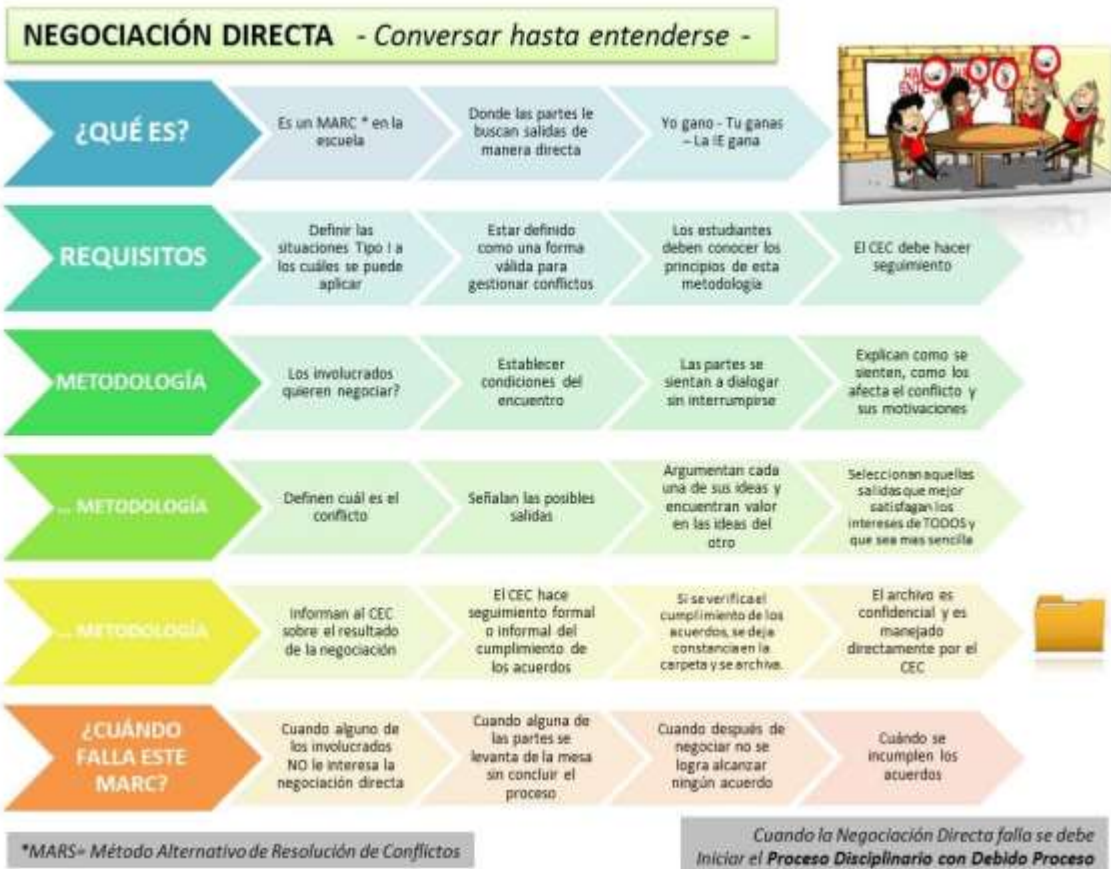 NEGOCIACIÓN DIRECTA - Conversar hasta entenderse -
¿QUÉ ES?
Es un MARC * en la
escuela
Donde las partes le
buscan salidas de
manera directa
Yo gano - Tu ganas
– La IE gana
REQUISITOS
Definir las
situaciones Tipo I a
los cuáles se puede
aplicar
Estar definido
como una forma
válida para
gestionar conflictos
Los estudiantes
deben conocer los
principios de esta
metodología
El CEC debe hacer
seguimiento
METODOLOGÍA
Los involucrados
quieren negociar?
Establecer
condiciones del
encuentro
Las partes se
sientan a dialogar
sin interrumpirse
Explican como se
sienten, como los
afecta el conflicto y
sus motivaciones
... METODOLOGÍA
Definen cuál es el
conflicto
Señalan las posibles
salidas
Argumentan cada
una de sus ideas y
encuentran valor
en las ideas del
otro
Seleccionan aquellas
salidas que mejor
satisfagan los
intereses de TODOS y
que sea mas sencilla
... METODOLOGÍA
Informan al CEC
sobre el resultado
de la negociación
El CEC hace
seguimiento formal
o informal del
cumplimiento de
los acuerdos
Si se verifica el
cumplimiento de los
acuerdos, se deja
constancia en la
carpeta y se archiva.
El archivo es
confidencial y es
manejado
directamente por el
CEC
¿CUÁNDO
FALLA ESTE
MARC?
Cuando alguno de
los involucrados
NO le interesa la
negociación directa
Cuando alguna de
las partes se
levanta de la mesa
sin concluir el
proceso
Cuando después de
negociar no se
logra alcanzar
ningún acuerdo
Cuándo se
incumplen los
acuerdos
*MARS= Método Alternativo de Resolución de Conflictos
Cuando la Negociación Directa falla se debe
Iniciar el Proceso Disciplinario con Debido Proceso